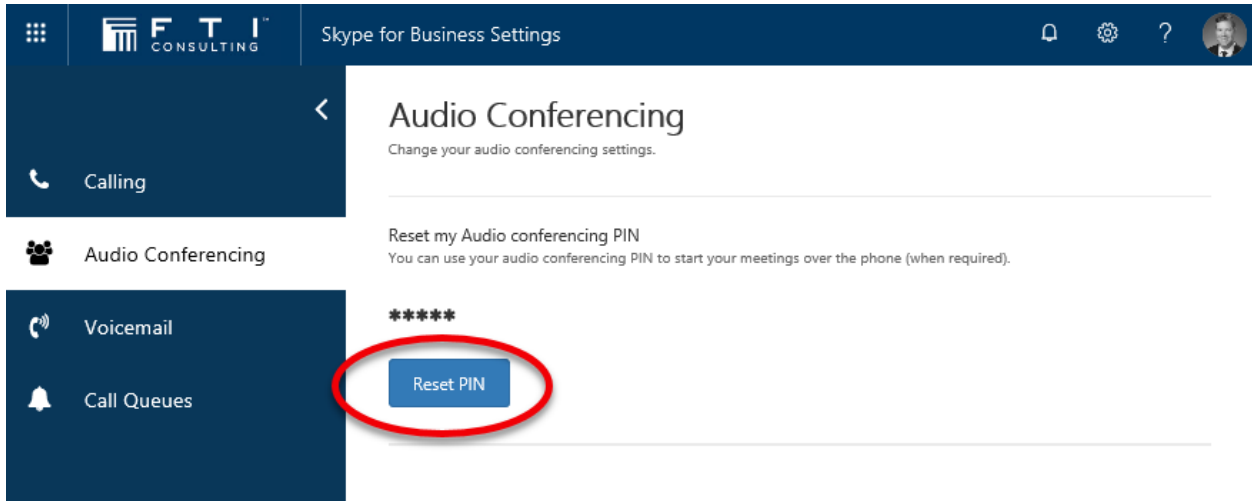 F T I™
CONSULTING
Skype for Business Settings
?
Audio Conferencing
Change your audio conferencing settings.
Calling
Reset my Audio conferencing PIN
Audio Conferencing
You can use your audio conferencing PIN to start your meetings over the phone (when required).
*****
Voicemail
Reset PIN
Call Queues